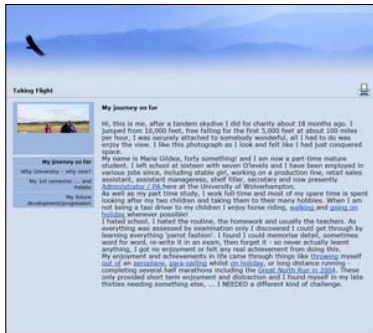 Taking Flight
My journey so far
Hi, this is me, after a tandem skydive I did for charity about 18 months ago. I
jumped from 10,000 feet, free falling for the first 5,000 feet at about 100 miles
per hour, I was securely attached to somebody wonderful, all I had to do was
enjoy the view. I like this photograph as I look and felt like I had just conquered
space.
My name is Marie Gildea, forty something! and I am now a part-time mature
student. I left school at sixteen with seven O'levels and I have been employed in
various jobs since, including stable girl, working on a production line, retail sales
assistant, assistant manageress, shelf filler, secretary and now presently
Administrator / PA here at the University of Wolverhampton.
As well as my part time study, I work full-time and most of my spare time is spent
looking after my two children and taking them to their many hobbies. When I am
not being a taxi driver to my children I enjoy horse riding, walking and going on
holiday whenever possible!
I hated school, I hated the routine, the homework and usually the teachers. As
everything was assessed by examination only I discovered I could get through by
learning everything 'parrot fashion'. I found I could memorise detail, sometimes
word for word, re-write it in an exam, then forget it - so never actually learnt
anything, I got no enjoyment or felt any real achievement from doing this.
My enjoyment and achievements in life came through things like throwing myself
out of an aeroplane, para-sailing whilst on holiday, or long distance running -
completing several half marathons including the Great North Run in 2004. These
only provided short term enjoyment and distraction and I found myself in my late
thirties needing something else, ... I NEEDED a different kind of challenge.
My journey so far
Why University - why now?
My 1st semester ... and
My future
development/progression